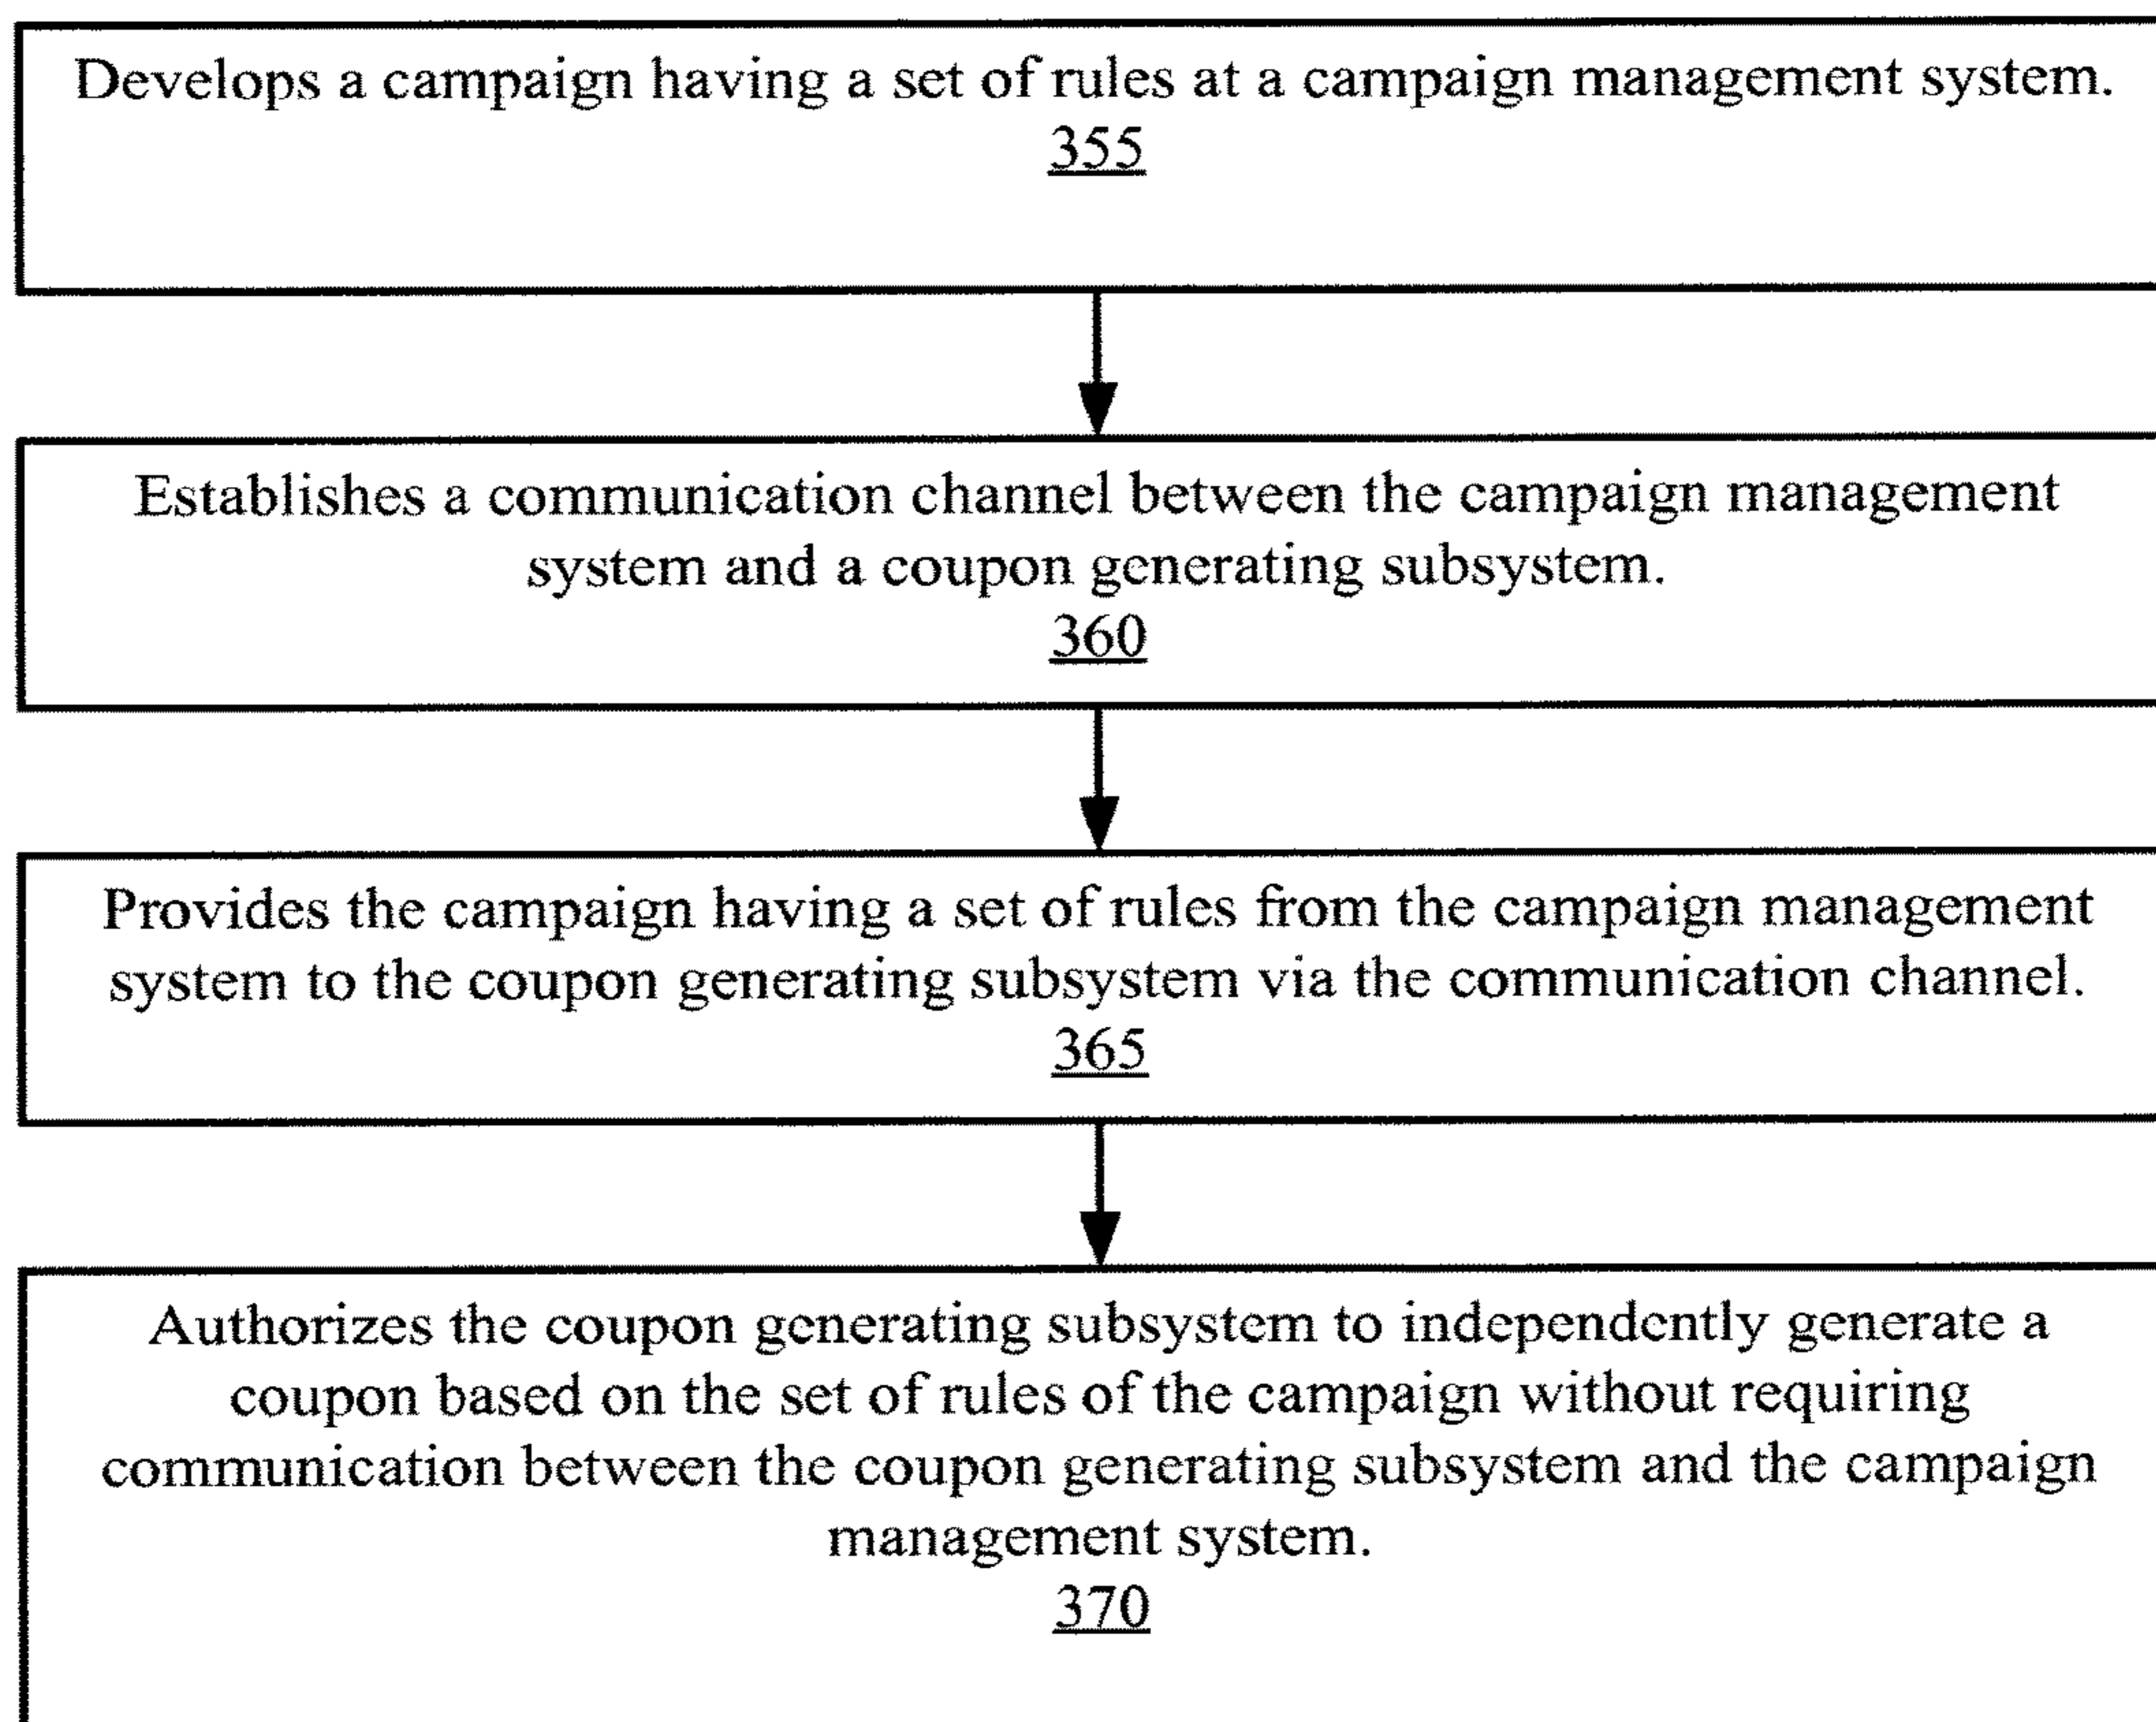 Develops a campaign having a set of rules at a campaign management system.
355
Establishes a communication channel between the campaign management
system and a coupon generating subsystem.
360
Provides the campaign having a set of rules from the campaign management
system to the coupon generating subsystem via the communication channel.
365
Authorizes the coupon generating subsystem to independently generate a
coupon based on the set of rules of the campaign without requiring
communication between the coupon generating subsystem and the campaign
management system.
370